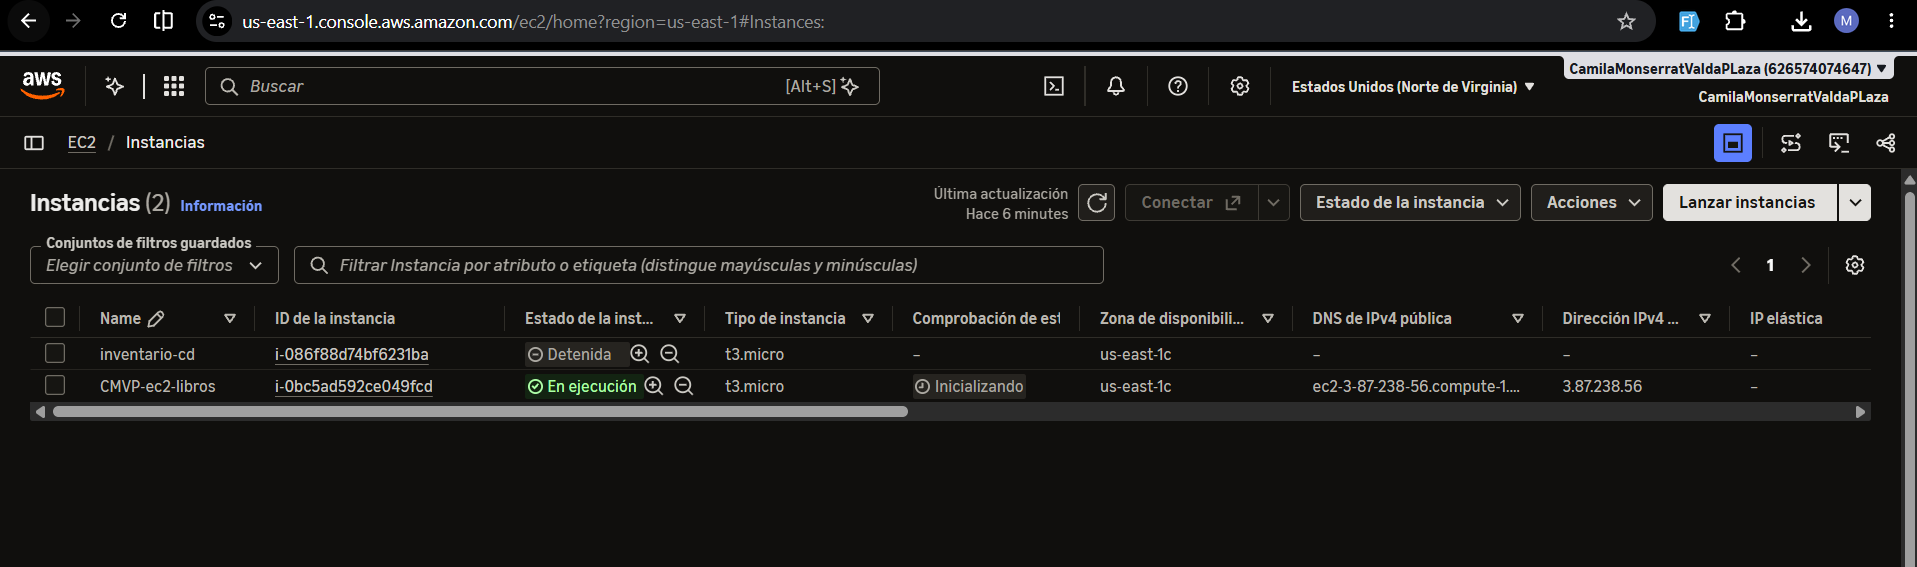 us-east-1.console.aws.amazon.com/ec2/home?region=us-east-1#Instances:
M
aws
Buscar
[Alt+S]
Estados Unidos (Norte de Virginia)
CamilaMonserratValdaPLaza (626574074647)
CamilaMonserratValdaPLaza
EC2 / Instancias
Instancias (2) Información
Última actualización
Hace 6 minutes
Conectar
Estado de la instancia
Acciones
Lanzar instancias
Conjuntos de filtros guardados
Elegir conjunto de filtros
Filtrar Instancia por atributo o etiqueta (distingue mayúsculas y minúsculas)
1
Name ID de la instancia Estado de la inst... Tipo de instancia Comprobación de est Zona de disponibili... DNS de IPv4 pública Dirección IPv4 ... IP elástica
inventario-cd i-086f88d74bf6231ba Detenida t3.micro – us-east-1c – – –
CMVP-ec2-libros i-0bc5ad592ce049fcd En ejecución t3.micro Inicializando us-east-1c ec2-3-87-238-56.compute-1.... 3.87.238.56 –